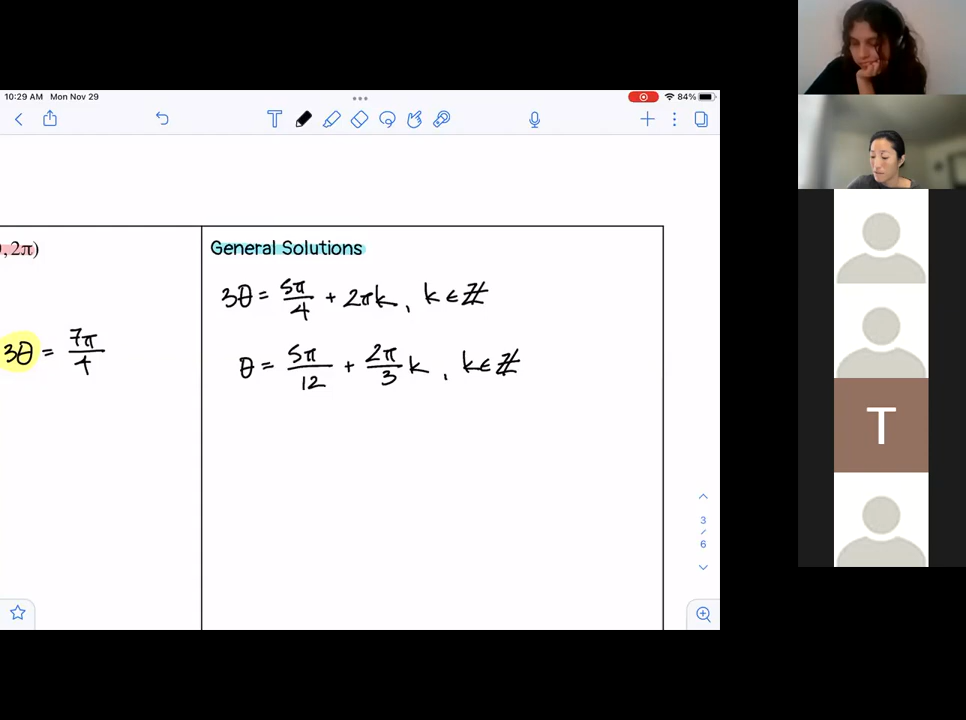 10:29 AM Mon Nov 29
84%
, 2π)
General Solutions
3θ = 5π/4 + 2πk, k ∈ ℤ
3θ = 7π/4
θ = 5π/12 + 2π/3 k, k ∈ ℤ
T
3
/
6